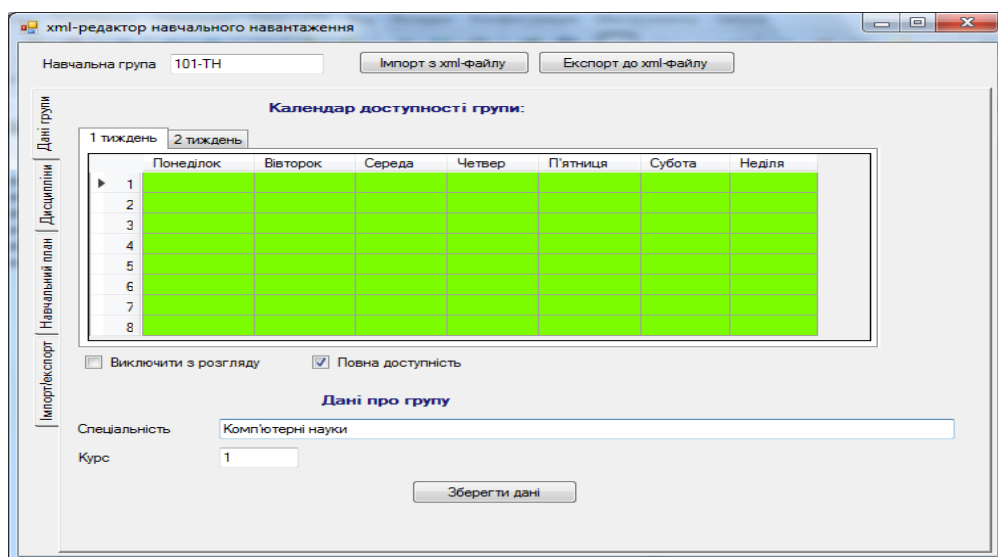 xml-редактор навчального навантаження
Навчальна група 101-ТН Імпорт з xml-файлу Експорт до xml-файлу
Дані групи
Дисципліни
Навчальний план
Імпорт/експорт
Календар доступності групи:
1 тиждень 2 тиждень
Понеділок Вівторок Середа Четвер П'ятниця Субота Неділя
1
2
3
4
5
6
7
8
Виключити з розгляду Повна доступність
Дані про групу
Спеціальність Комп'ютерні науки
Курс 1
Зберегти дані